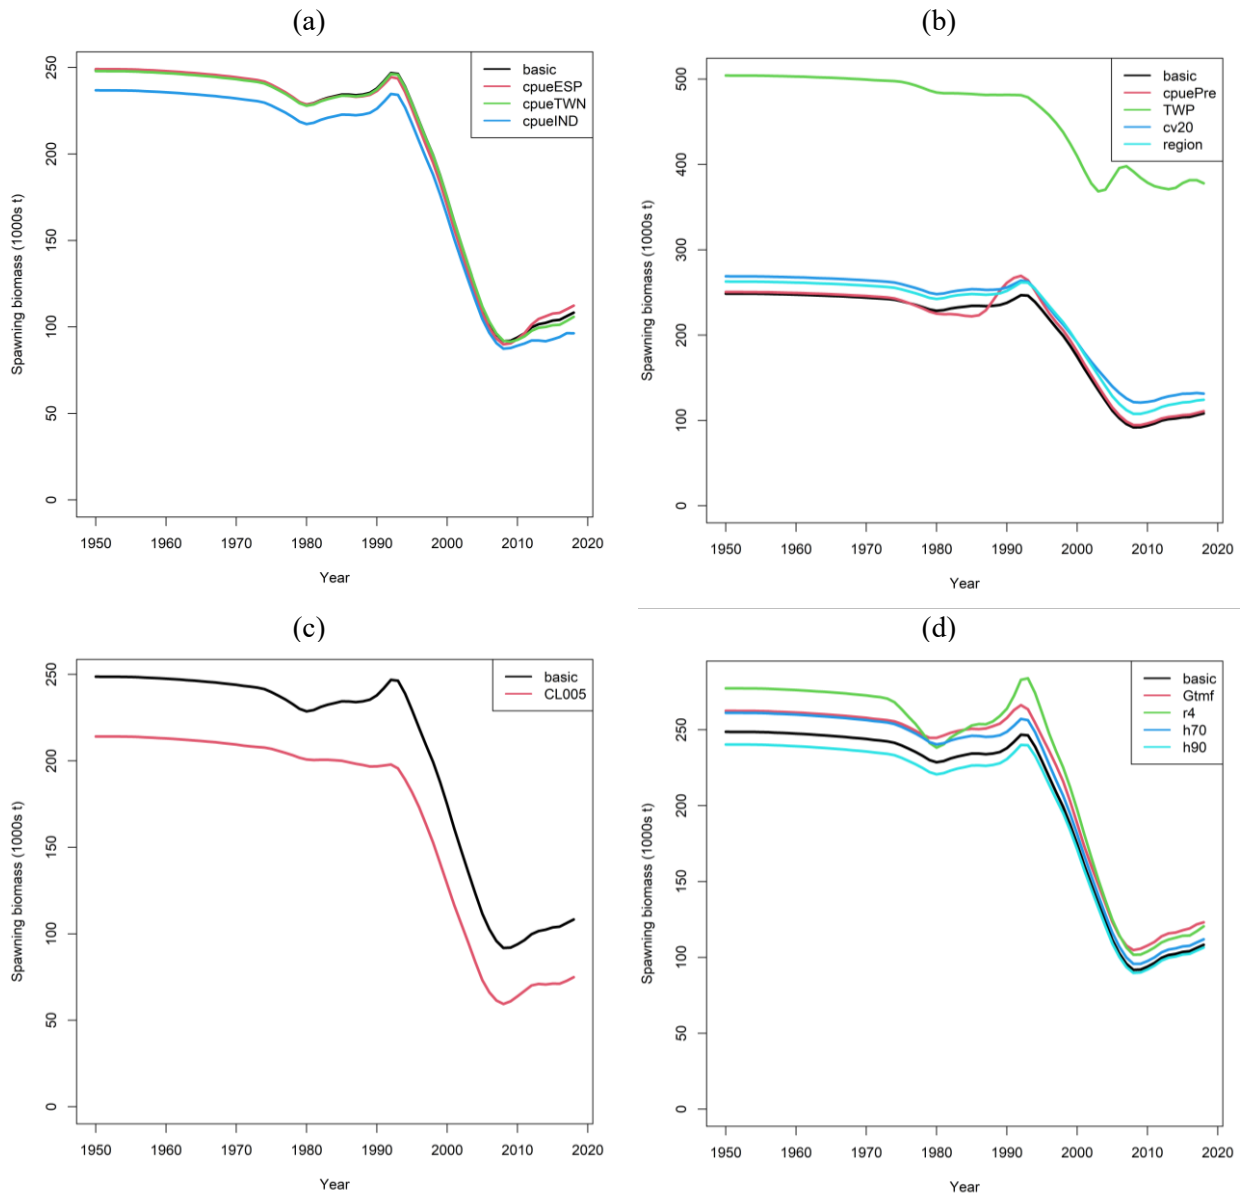 (a)
Spawning biomass (1000s t)
250
200
150
100
50
0
basic
cpueESP
cpueTWN
cpueIND
1950 1960 1970 1980 1990 2000 2010 2020
Year
(b)
Spawning biomass (1000s t)
500
400
300
200
100
0
basic
cpuePre
TWP
cv20
region
1950 1960 1970 1980 1990 2000 2010 2020
Year
(c)
Spawning biomass (1000s t)
250
200
150
100
50
0
basic
CL005
1950 1960 1970 1980 1990 2000 2010 2020
Year
(d)
Spawning biomass (1000s t)
250
200
150
100
50
0
basic
Gtmf
r4
h70
h90
1950 1960 1970 1980 1990 2000 2010 2020
Year